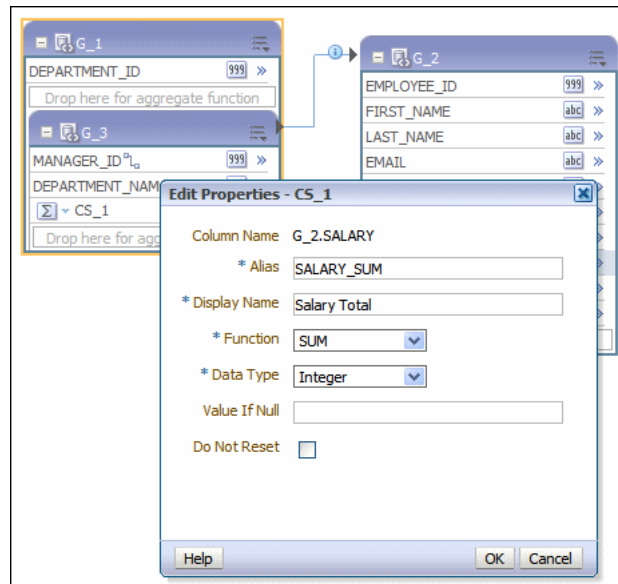 G_1
DEPARTMENT_ID 999
Drop here for aggregate function
G_3
MANAGER_ID 999
DEPARTMENT_NAM
Σ CS_1
Drop here for agg
G_2
EMPLOYEE_ID 999
FIRST_NAME abc
LAST_NAME abc
EMAIL abc
Edit Properties - CS_1
Column Name G_2.SALARY
* Alias SALARY_SUM
* Display Name Salary Total
* Function SUM
* Data Type Integer
Value If Null
Do Not Reset
Help OK Cancel